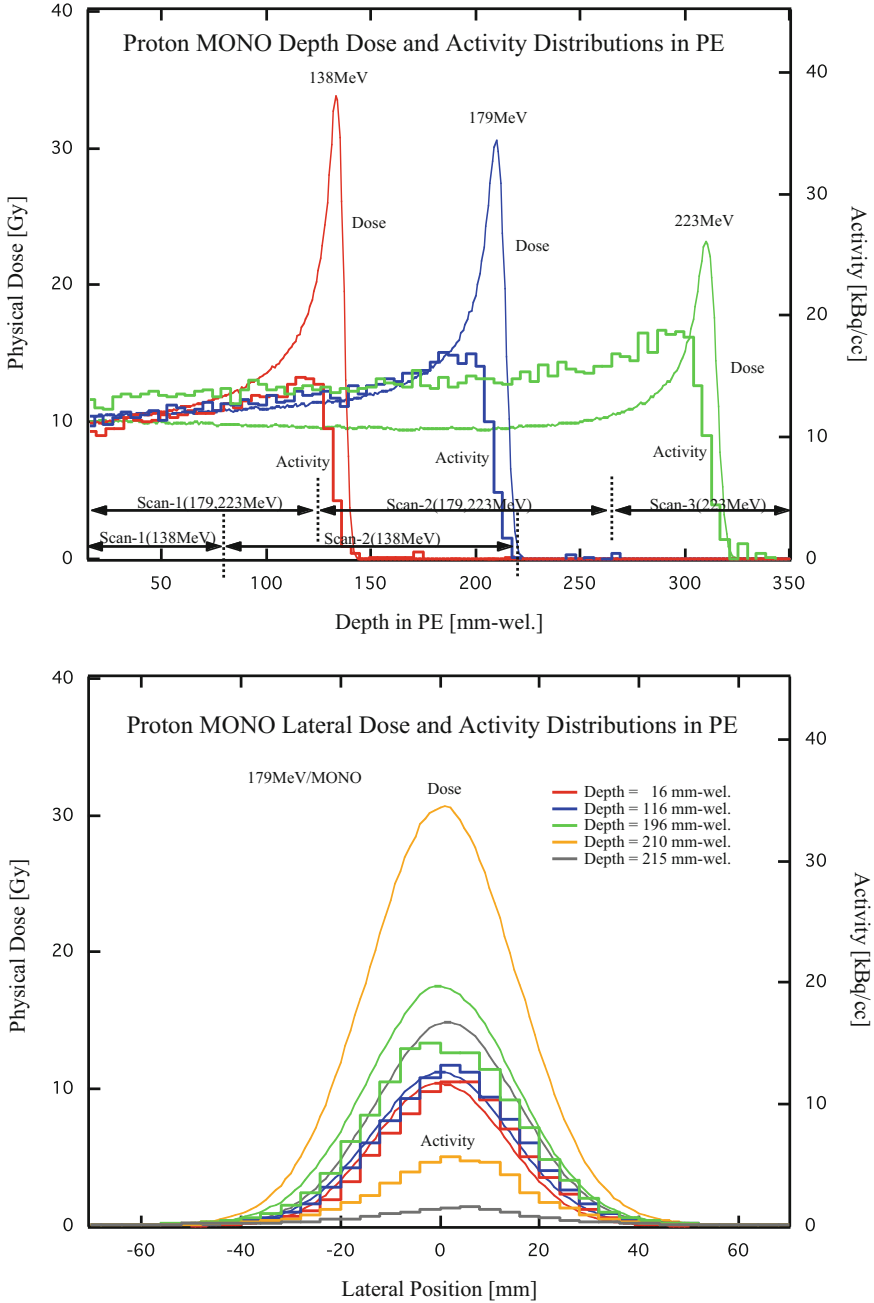 Proton MONO Depth Dose and Activity Distributions in PE
40
30
20
10
0
Physical Dose [Gy]
40
30
20
10
0
Activity [kBq/cc]
138MeV
179MeV
223MeV
Dose
Dose
Dose
Activity
Activity
Activity
Scan-1(179,223MeV)
Scan-2(179,223MeV)
Scan-3(223MeV)
Scan-1(138MeV)
Scan-2(138MeV)
50 100 150 200 250 300 350
Depth in PE [mm-wel.]
Proton MONO Lateral Dose and Activity Distributions in PE
40
30
20
10
0
Physical Dose [Gy]
40
30
20
10
0
Activity [kBq/cc]
179MeV/MONO
Dose
Depth = 16 mm-wel.
Depth = 116 mm-wel.
Depth = 196 mm-wel.
Depth = 210 mm-wel.
Depth = 215 mm-wel.
Activity
-60 -40 -20 0 20 40 60
Lateral Position [mm]